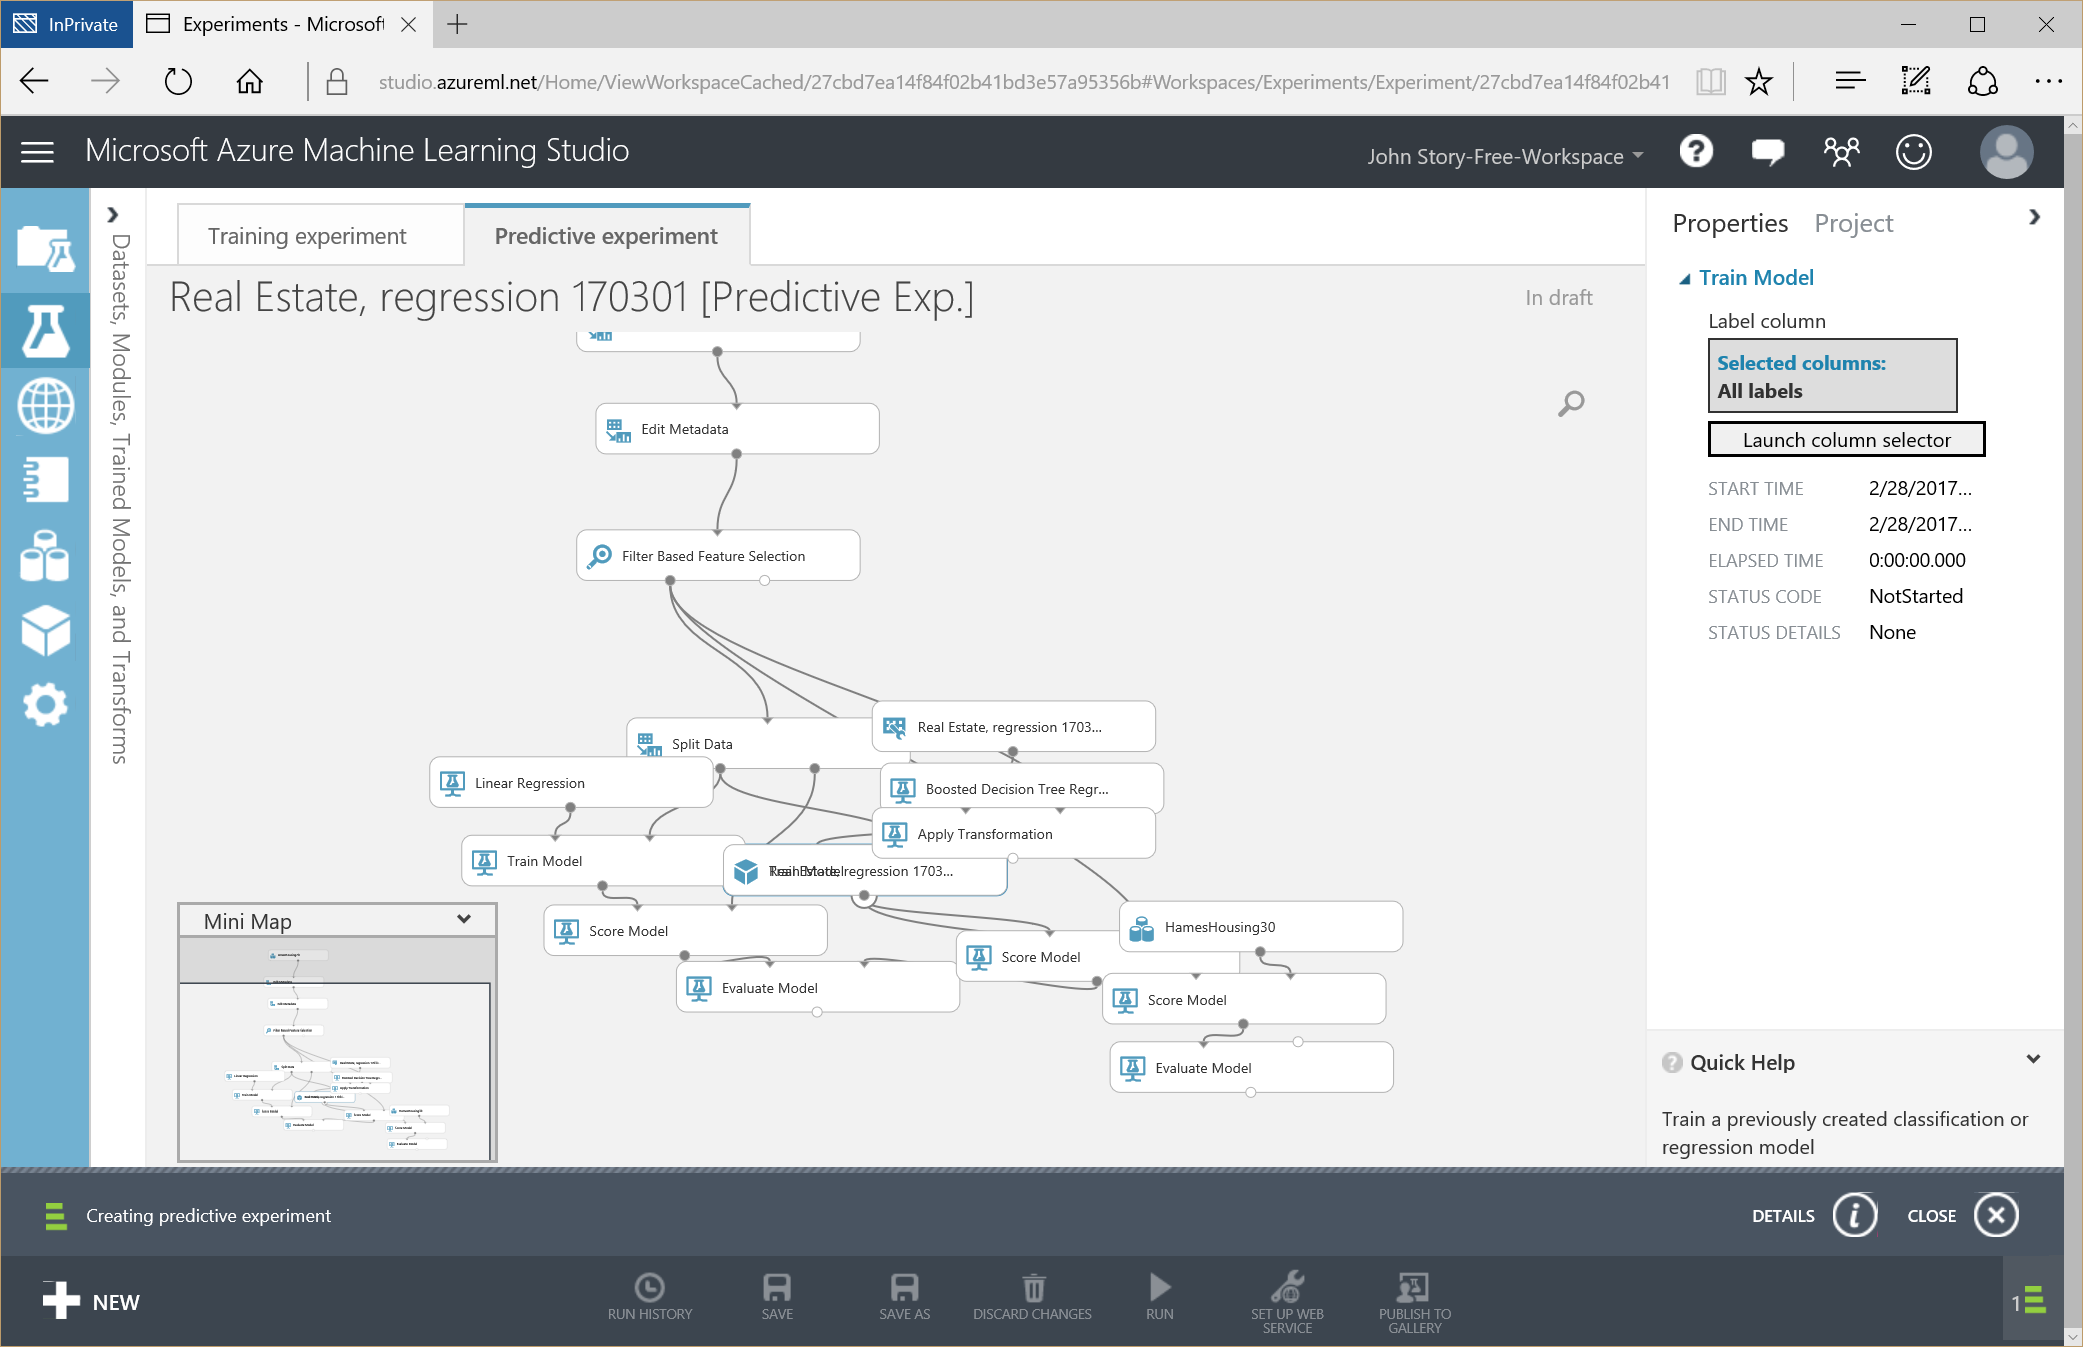 InPrivate
Experiments - Microsoft
studio.azureml.net/Home/ViewWorkspaceCached/27cbd7ea14f84f02b41bd3e57a95356b#Workspaces/Experiments/Experiment/27cbd7ea14f84f02b41
Microsoft Azure Machine Learning Studio
John Story-Free-Workspace
Datasets, Modules, Trained Models, and Transforms
Training experiment
Predictive experiment
Real Estate, regression 170301 [Predictive Exp.]
In draft
Edit Metadata
Filter Based Feature Selection
Real Estate, regression 1703...
Split Data
Linear Regression
Boosted Decision Tree Regr...
Apply Transformation
Train Model
regression 1703...
Score Model
HamesHousing30
Score Model
Evaluate Model
Score Model
Evaluate Model
Mini Map
Properties
Project
Train Model
Label column
Selected columns:
All labels
Launch column selector
START TIME 2/28/2017...
END TIME 2/28/2017...
ELAPSED TIME 0:00:00.000
STATUS CODE NotStarted
STATUS DETAILS None
? Quick Help
Train a previously created classification or
regression model
Creating predictive experiment
DETAILS
CLOSE
NEW
RUN HISTORY
SAVE
SAVE AS
DISCARD CHANGES
RUN
SET UP WEB
SERVICE
PUBLISH TO
GALLERY
1